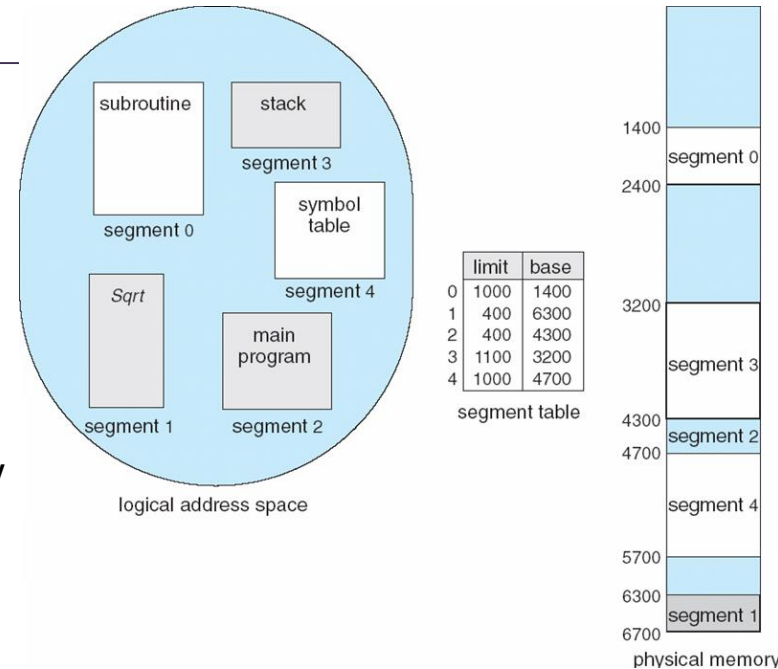 subroutine
segment 0
stack
segment 3
symbol
table
segment 4
Sqrt
segment 1
main
program
segment 2
logical address space
limit base
0 1000 1400
1 400 6300
2 400 4300
3 1100 3200
4 1000 4700
segment table
1400
segment 0
2400
3200
segment 3
4300
segment 2
4700
segment 4
5700
6300
segment 1
6700
physical memory